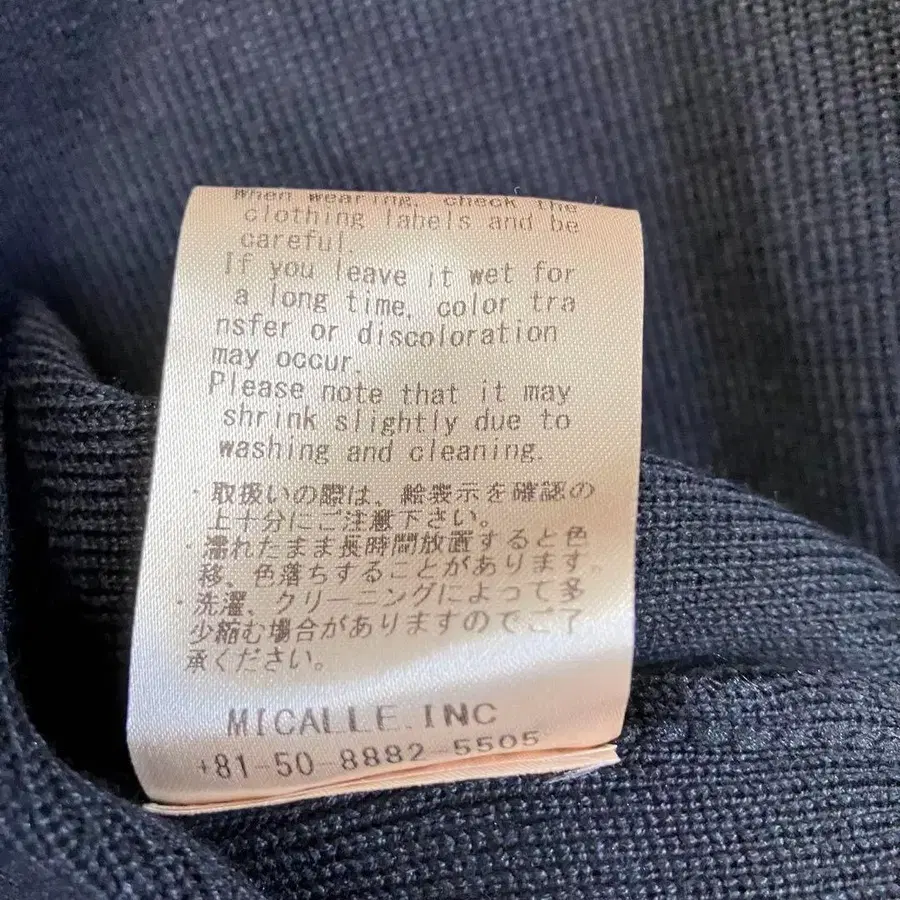 When wearing, check the
clothing labels and be
careful.
If you leave it wet for
a long time, color tra
nsfer or discoloration
may occur.
Please note that it may
shrink slightly due to
washing and cleaning.
・取扱いの際は、絵表示を確認の
上十分にご注意下さい。
・濡れたまま長時間放置すると色
移、色落ちすることがあります。
・洗濯、クリーニングによって多
少縮む場合がありますのでご了
承ください。
MICALLE.INC
+81-50-8882-5505